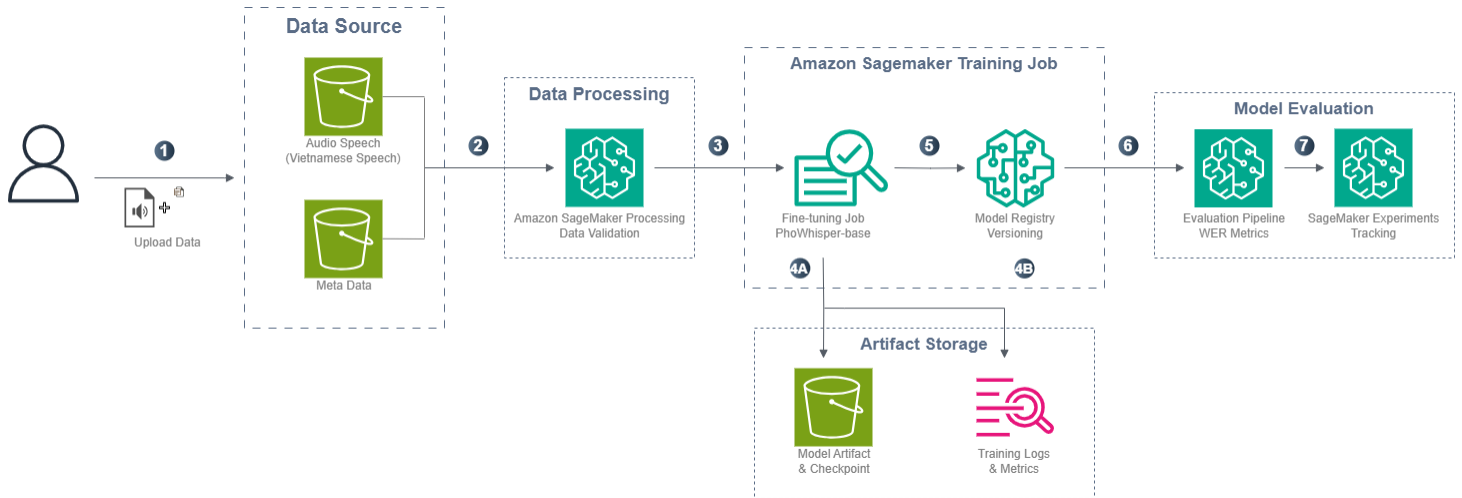 Data Source
Audio Speech
(Vietnamese Speech)
Meta Data
1
Upload Data
2
Data Processing
Amazon SageMaker Processing
Data Validation
3
Amazon Sagemaker Training Job
Fine-tuning Job
PhoWhisper-base
5
Model Registry
Versioning
4A
4B
Artifact Storage
Model Artifact
& Checkpoint
Training Logs
& Metrics
6
Model Evaluation
Evaluation Pipeline
WER Metrics
7
SageMaker Experiments
Tracking